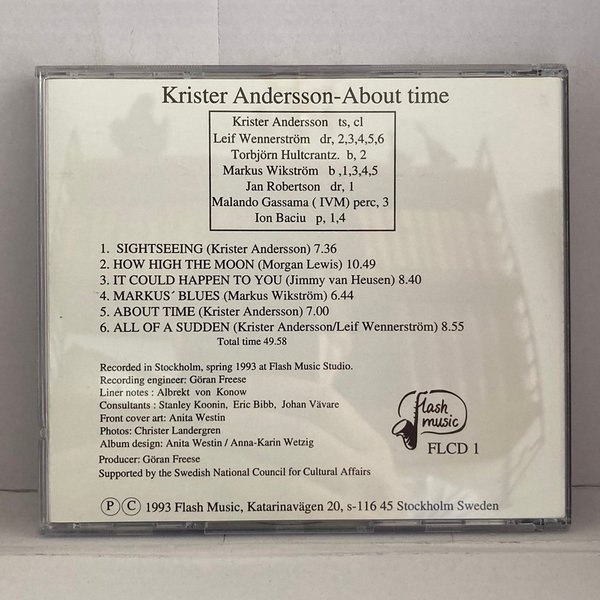 Krister Andersson-About time
Krister Andersson ts, cl
Leif Wennerström dr, 2,3,4,5,6
Torbjörn Hultcrantz. b, 2
Markus Wikström b ,1,3,4,5
Jan Robertson dr, 1
Malando Gassama ( IVM) perc, 3
Ion Baciu p, 1,4
1. SIGHTSEEING (Krister Andersson) 7.36
2. HOW HIGH THE MOON (Morgan Lewis) 10.49
3. IT COULD HAPPEN TO YOU (Jimmy van Heusen) 8.40
4. MARKUS´ BLUES (Markus Wikström) 6.44
5. ABOUT TIME (Krister Andersson) 7.00
6. ALL OF A SUDDEN (Krister Andersson/Leif Wennerström) 8.55
Total time 49.58
Recorded in Stockholm, spring 1993 at Flash Music Studio.
Recording engineer: Göran Freese
Liner notes : Albrekt von Konow
Consultants : Stanley Koonin, Eric Bibb, Johan Vävare
Front cover art: Anita Westin
Photos: Christer Landergren
Album design: Anita Westin / Anna-Karin Wetzig
Producer: Göran Freese
Supported by the Swedish National Council for Cultural Affairs
flash
music
FLCD 1
Ⓟ Ⓒ 1993 Flash Music, Katarinavägen 20, s-116 45 Stockholm Sweden